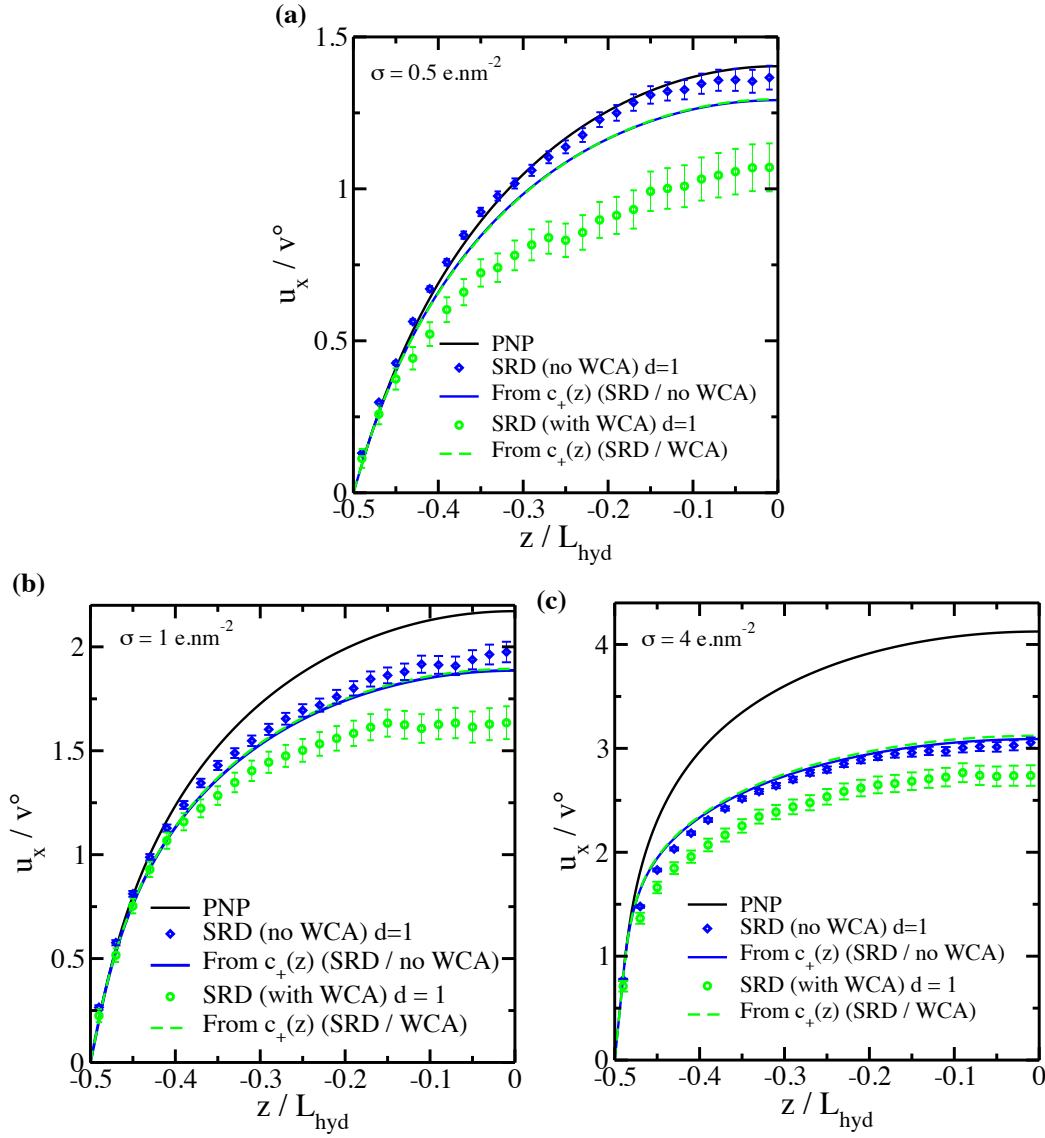 (a)
σ = 0.5 e.nm⁻²
1.5
1
0.5
0
uₓ / v°
PNP
SRD (no WCA) d=1
From c₊(z) (SRD / no WCA)
SRD (with WCA) d=1
From c₊(z) (SRD / WCA)
-0.5 -0.4 -0.3 -0.2 -0.1 0
z / L_hyd
(b)
σ = 1 e.nm⁻²
2
1.5
1
0.5
0
uₓ / v°
PNP
SRD (no WCA) d=1
From c₊(z) (SRD / no WCA)
SRD (with WCA) d = 1
From c₊(z) (SRD / WCA)
-0.5 -0.4 -0.3 -0.2 -0.1 0
z / L_hyd
(c)
σ = 4 e.nm⁻²
4
3
2
1
0
uₓ / v°
PNP
SRD (no WCA) d=1
From c₊(z) (SRD / no WCA)
SRD (with WCA) d = 1
From c₊(z) (SRD / WCA)
-0.5 -0.4 -0.3 -0.2 -0.1 0
z / L_hyd